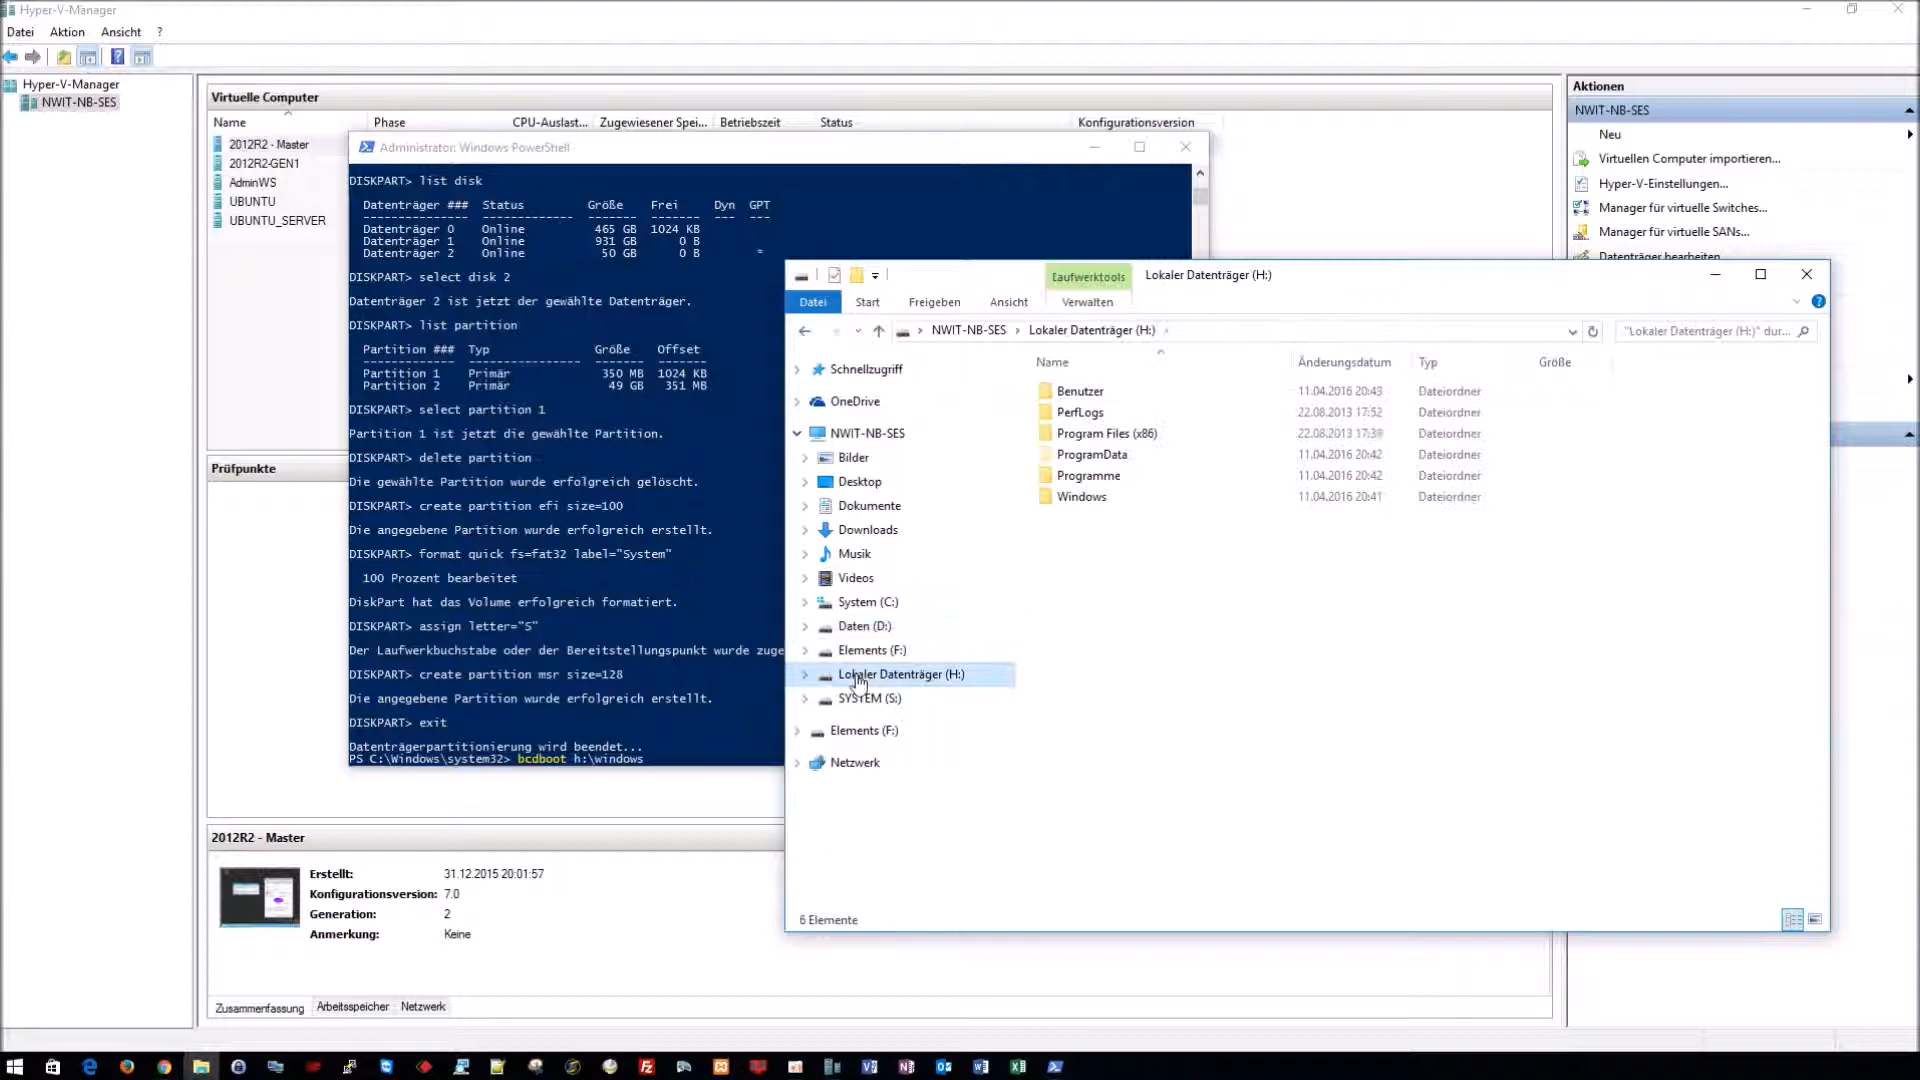 Hyper-V-Manager
Datei Aktion Ansicht ?
Hyper-V-Manager
NWIT-NB-SES
Virtuelle Computer
Name Phase CPU-Auslast... Zugewiesener Spei... Betriebszeit Status Konfigurationsversion
2012R2 - Master
2012R2-GEN1
AdminWS
UBUNTU
UBUNTU_SERVER
Prüfpunkte
Administrator: Windows PowerShell
DISKPART> list disk
Datenträger ### Status Größe Frei Dyn GPT
Datenträger 0 Online 465 GB 1024 KB
Datenträger 1 Online 931 GB 0 B
Datenträger 2 Online 50 GB 0 B *
DISKPART> select disk 2
Datenträger 2 ist jetzt der gewählte Datenträger.
DISKPART> list partition
Partition ### Typ Größe Offset
Partition 1 Primär 350 MB 1024 KB
Partition 2 Primär 49 GB 351 MB
DISKPART> select partition 1
Partition 1 ist jetzt die gewählte Partition.
DISKPART> delete partition
Die gewählte Partition wurde erfolgreich gelöscht.
DISKPART> create partition efi size=100
Die angegebene Partition wurde erfolgreich erstellt.
DISKPART> format quick fs=fat32 label="System"
100 Prozent bearbeitet
DiskPart hat das Volume erfolgreich formatiert.
DISKPART> assign letter="S"
Der Laufwerkbuchstabe oder der Bereitstellungspunkt wurde zuge
DISKPART> create partition msr size=128
Die angegebene Partition wurde erfolgreich erstellt.
DISKPART> exit
Datenträgerpartitionierung wird beendet...
PS C:\Windows\system32> bcdboot h:\windows
Laufwerktools Lokaler Datenträger (H:)
Datei Start Freigeben Ansicht Verwalten
NWIT-NB-SES > Lokaler Datenträger (H:)
"Lokaler Datenträger (H:)" dur...
Schnellzugriff
OneDrive
NWIT-NB-SES
Bilder
Desktop
Dokumente
Downloads
Musik
Videos
System (C:)
Daten (D:)
Elements (F:)
Lokaler Datenträger (H:)
SYSTEM (S:)
Elements (F:)
Netzwerk
Name Änderungsdatum Typ Größe
Benutzer 11.04.2016 20:43 Dateiordner
PerfLogs 22.08.2013 17:52 Dateiordner
Program Files (x86) 22.08.2013 17:39 Dateiordner
ProgramData 11.04.2016 20:42 Dateiordner
Programme 11.04.2016 20:42 Dateiordner
Windows 11.04.2016 20:41 Dateiordner
6 Elemente
Aktionen
NWIT-NB-SES
Neu
Virtuellen Computer importieren...
Hyper-V-Einstellungen...
Manager für virtuelle Switches...
Manager für virtuelle SANs...
Datenträger bearbeiten...
2012R2 - Master
Erstellt: 31.12.2015 20:01:57
Konfigurationsversion: 7.0
Generation: 2
Anmerkung: Keine
Zusammenfassung Arbeitsspeicher Netzwerk